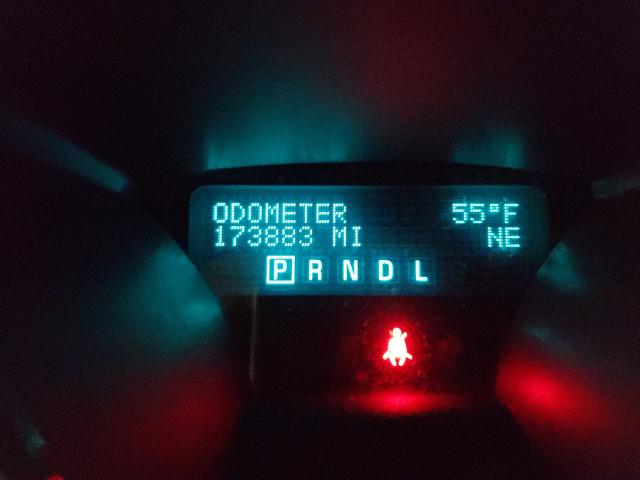 ODOMETER 55°F
173883 MI NE
P R N D L